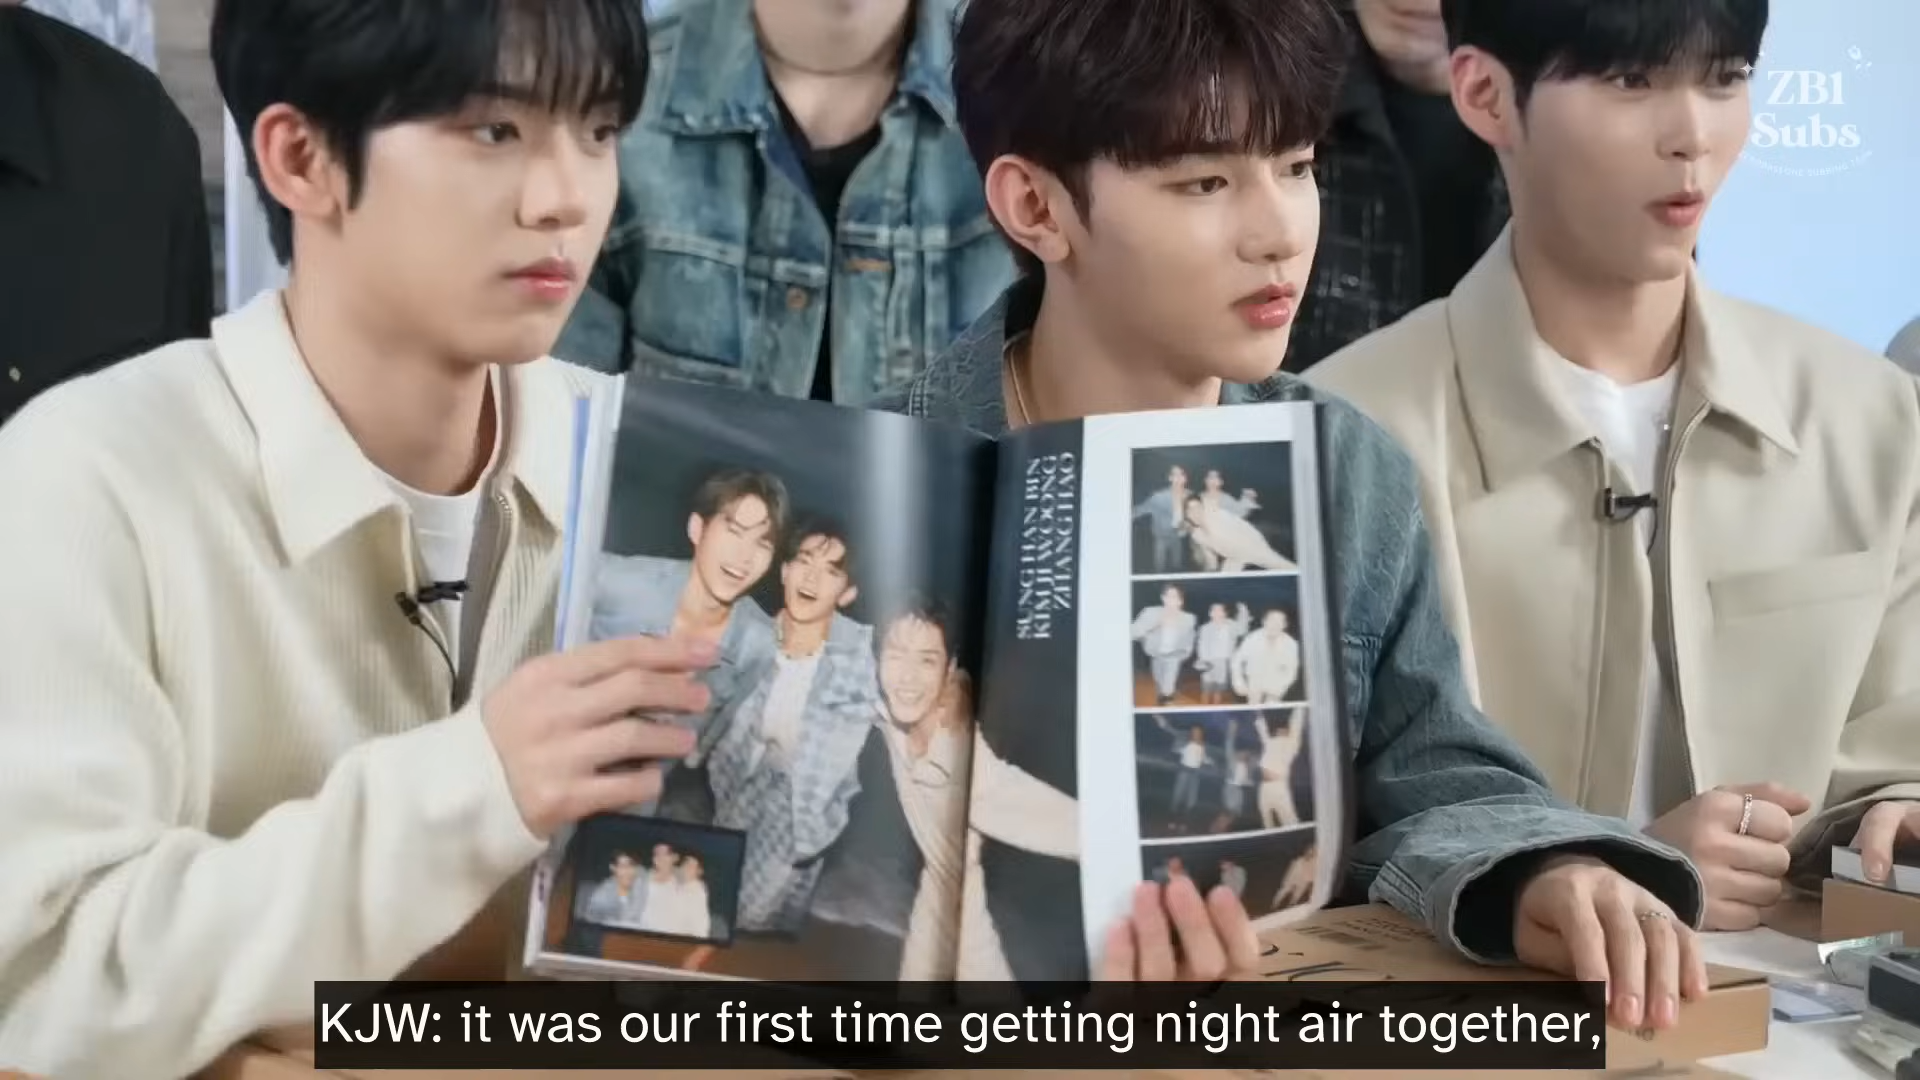 ZB1
Subs
SUNG HAN BIN
KIM JI WOONG
ZHANG HAO
KJW: it was our first time getting night air together,